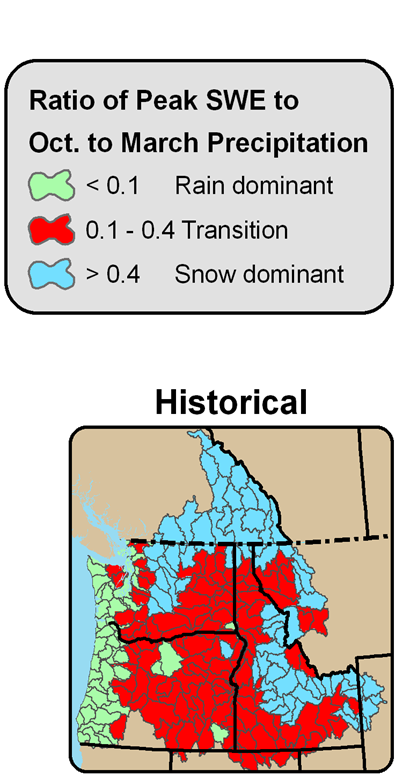 Ratio of Peak SWE to
Oct. to March Precipitation
< 0.1 Rain dominant
0.1 - 0.4 Transition
> 0.4 Snow dominant
Historical